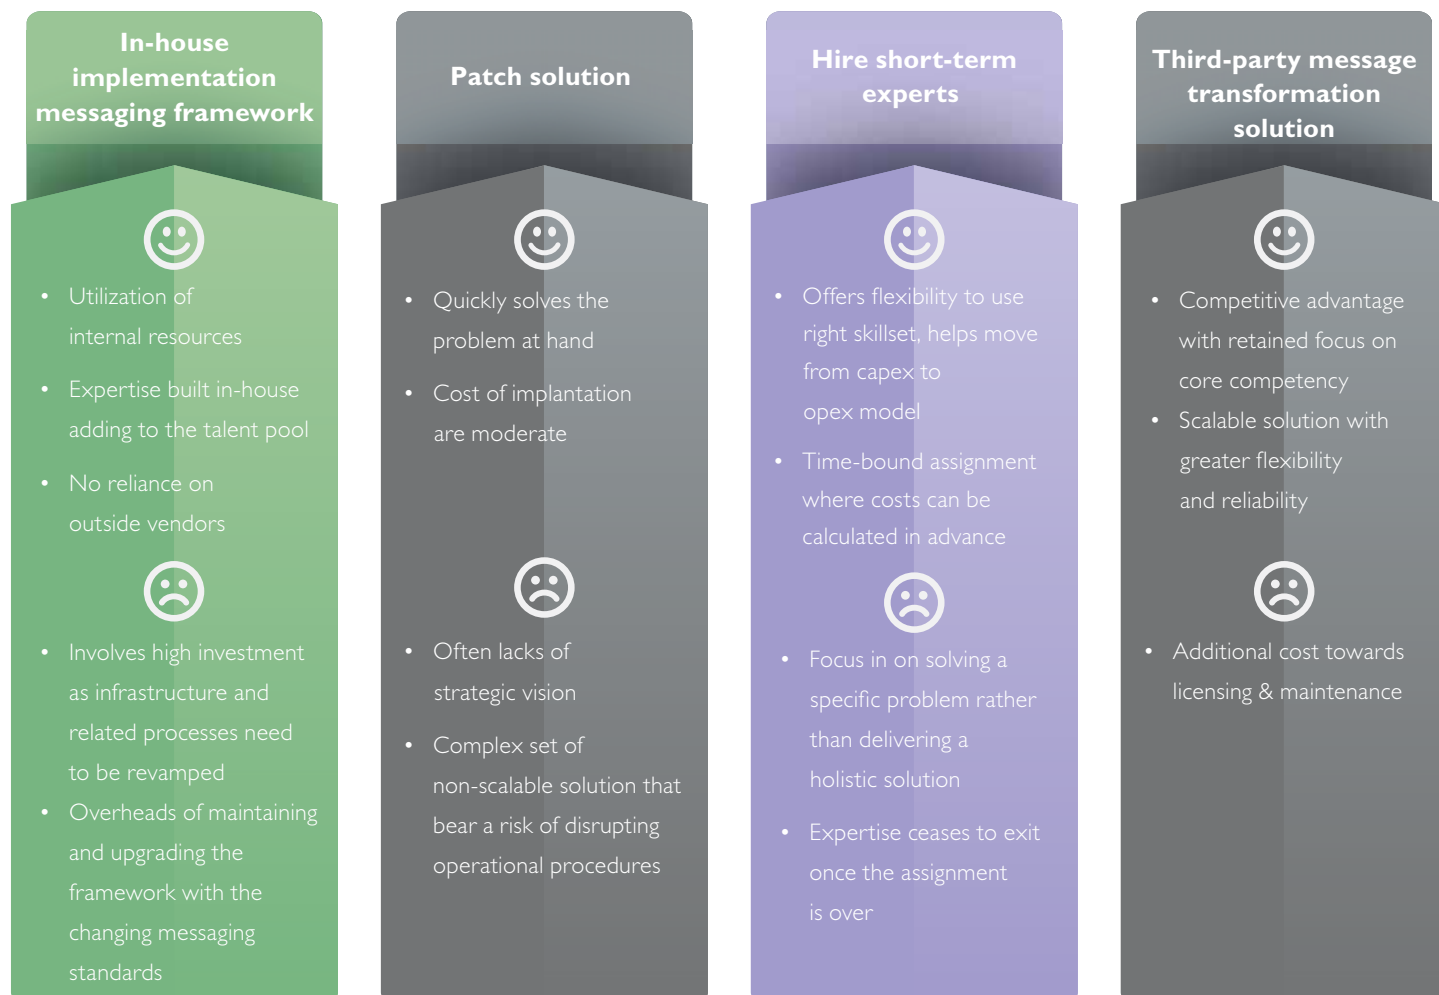 In-house
implementation
messaging framework
• Utilization of
internal resources
• Expertise built in-house
adding to the talent pool
• No reliance on
outside vendors
• Involves high investment
as infrastructure and
related processes need
to be revamped
• Overheads of maintaining
and upgrading the
framework with the
changing messaging
standards
Patch solution
• Quickly solves the
problem at hand
• Cost of implantation
are moderate
• Often lacks of
strategic vision
• Complex set of
non-scalable solution that
bear a risk of disrupting
operational procedures
Hire short-term
experts
• Offers flexibility to use
right skillset, helps move
from capex to
opex model
• Time-bound assignment
where costs can be
calculated in advance
• Focus in on solving a
specific problem rather
than delivering a
holistic solution
• Expertise ceases to exit
once the assignment
is over
Third-party message
transformation
solution
• Competitive advantage
with retained focus on
core competency
• Scalable solution with
greater flexibility
and reliability
• Additional cost towards
licensing & maintenance